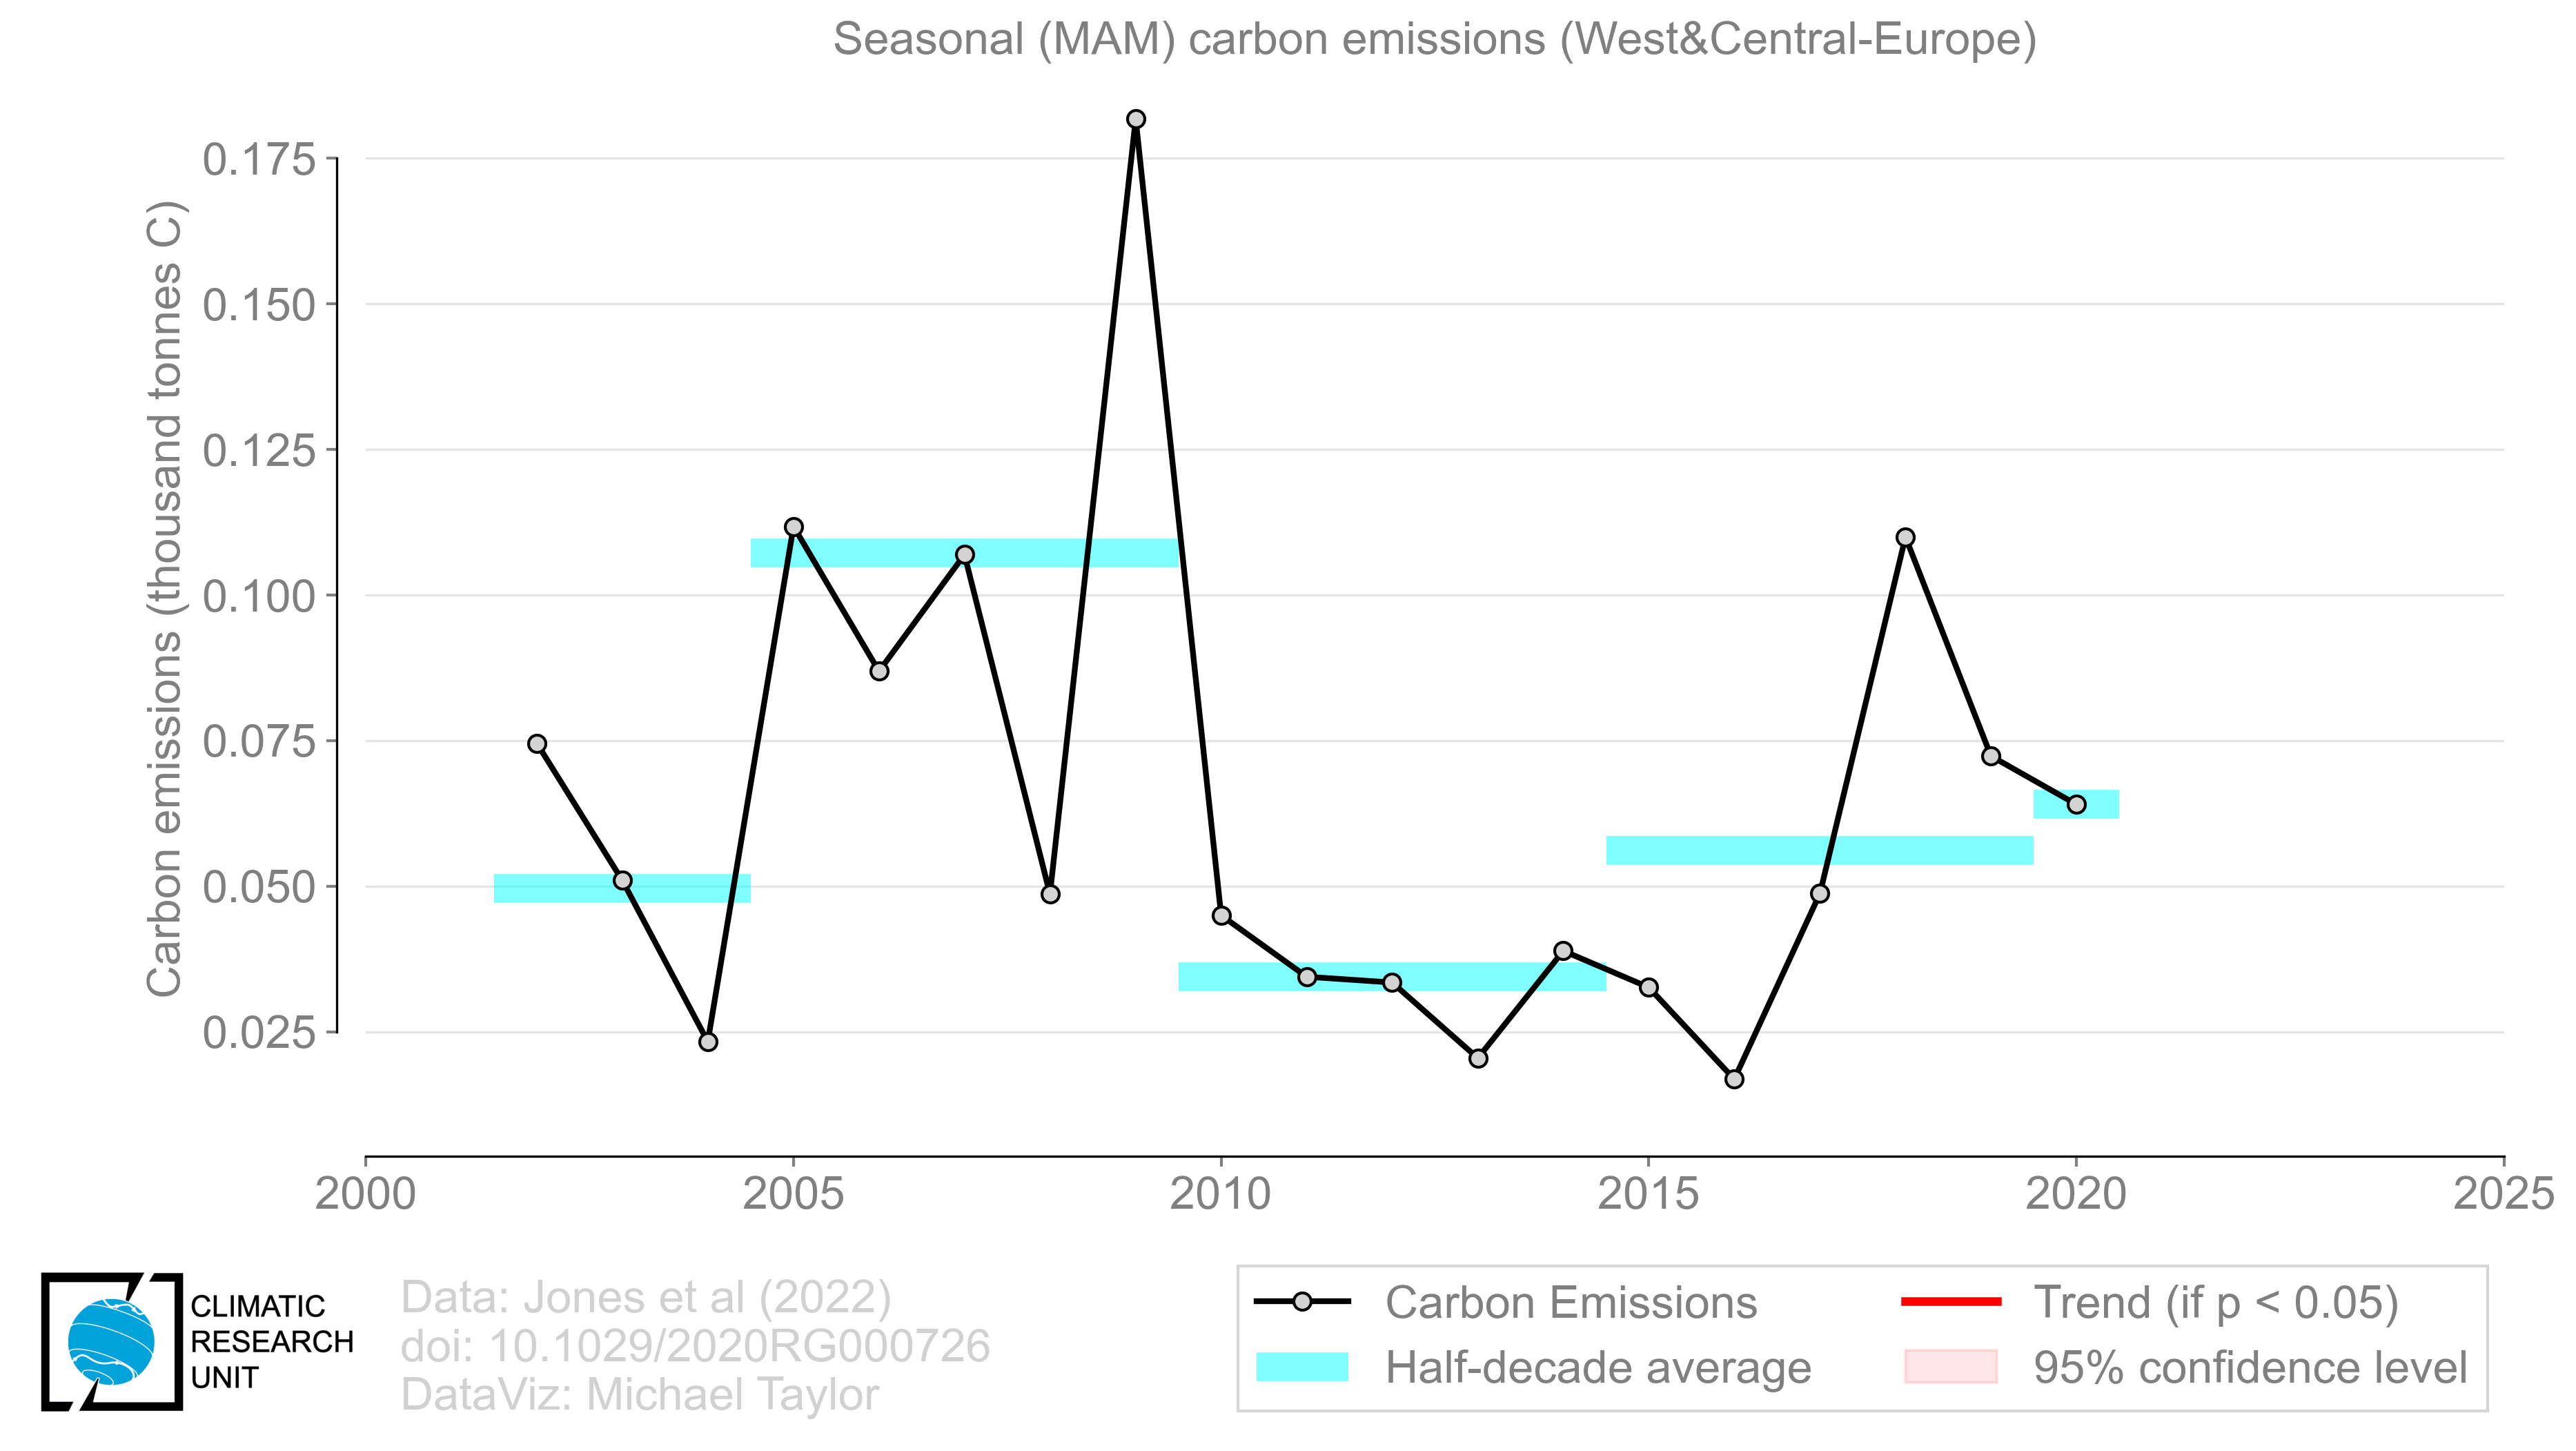 Seasonal (MAM) carbon emissions (West&Central-Europe)
Carbon emissions (thousand tonnes C)
0.175
0.150
0.125
0.100
0.075
0.050
0.025
2000 2005 2010 2015 2020 2025
CLIMATIC
RESEARCH
UNIT
Data: Jones et al (2022)
doi: 10.1029/2020RG000726
DataViz: Michael Taylor
Carbon Emissions
Half-decade average
Trend (if p < 0.05)
95% confidence level